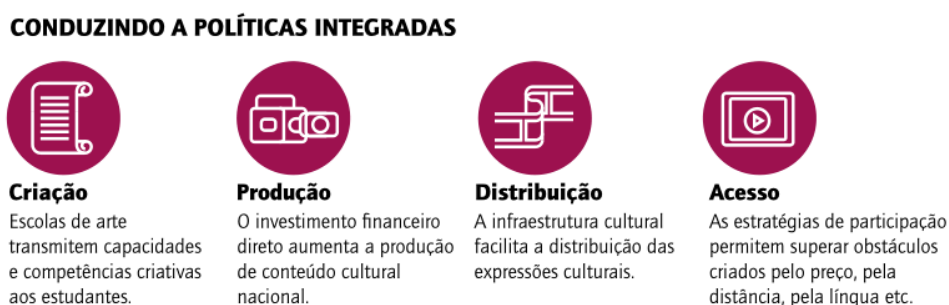 CONDUZINDO A POLÍTICAS INTEGRADAS
Criação
Escolas de arte
transmitem capacidades
e competências criativas
aos estudantes.
Produção
O investimento financeiro
direto aumenta a produção
de conteúdo cultural
nacional.
Distribuição
A infraestrutura cultural
facilita a distribuição das
expressões culturais.
Acesso
As estratégias de participação
permitem superar obstáculos
criados pelo preço, pela
distância, pela língua etc.